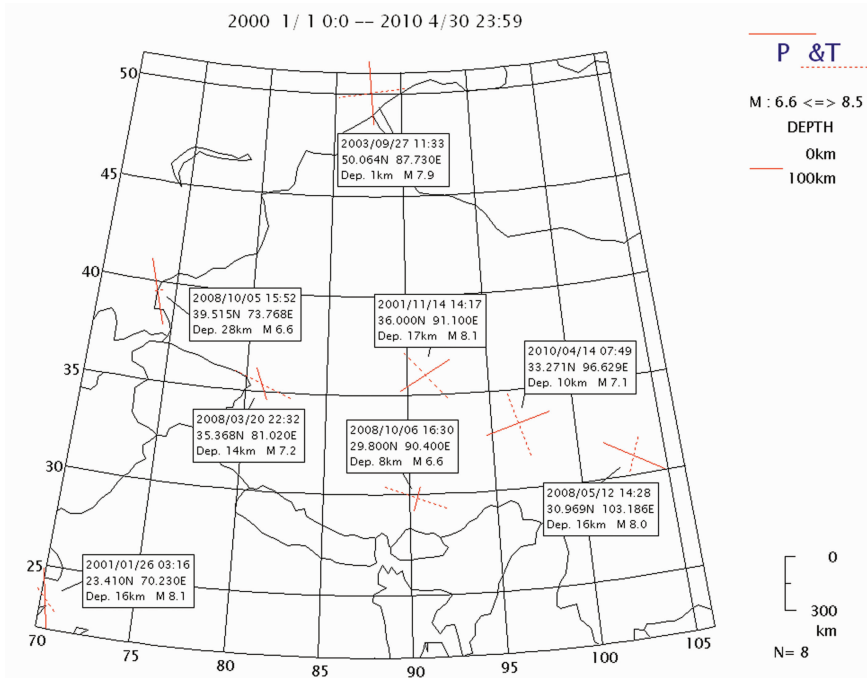 2000 1/ 1 0:0 -- 2010 4/30 23:59
P &T
M : 6.6 <=> 8.5
DEPTH
0km
100km
50
2003/09/27 11:33
50.064N 87.730E
Dep. 1km M 7.9
45
40
2008/10/05 15:52
39.515N 73.768E
Dep. 28km M 6.6
2001/11/14 14:17
36.000N 91.100E
Dep. 17km M 8.1
2010/04/14 07:49
33.271N 96.629E
Dep. 10km M 7.1
35
2008/03/20 22:32
35.368N 81.020E
Dep. 14km M 7.2
2008/10/06 16:30
29.800N 90.400E
Dep. 8km M 6.6
30
2008/05/12 14:28
30.969N 103.186E
Dep. 16km M 8.0
25
2001/01/26 03:16
23.410N 70.230E
Dep. 16km M 8.1
0
300
km
N= 8
70
75
80
85
90
95
100
105